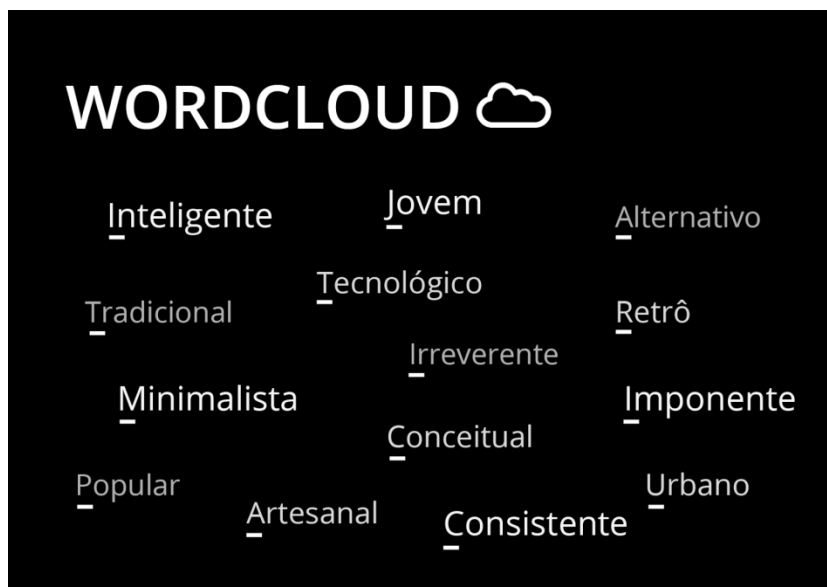 WORDCLOUD
Inteligente
Jovem
Alternativo
Tecnológico
Tradicional
Retrô
Irreverente
Minimalista
Imponente
Conceitual
Popular
Urbano
Artesanal
Consistente